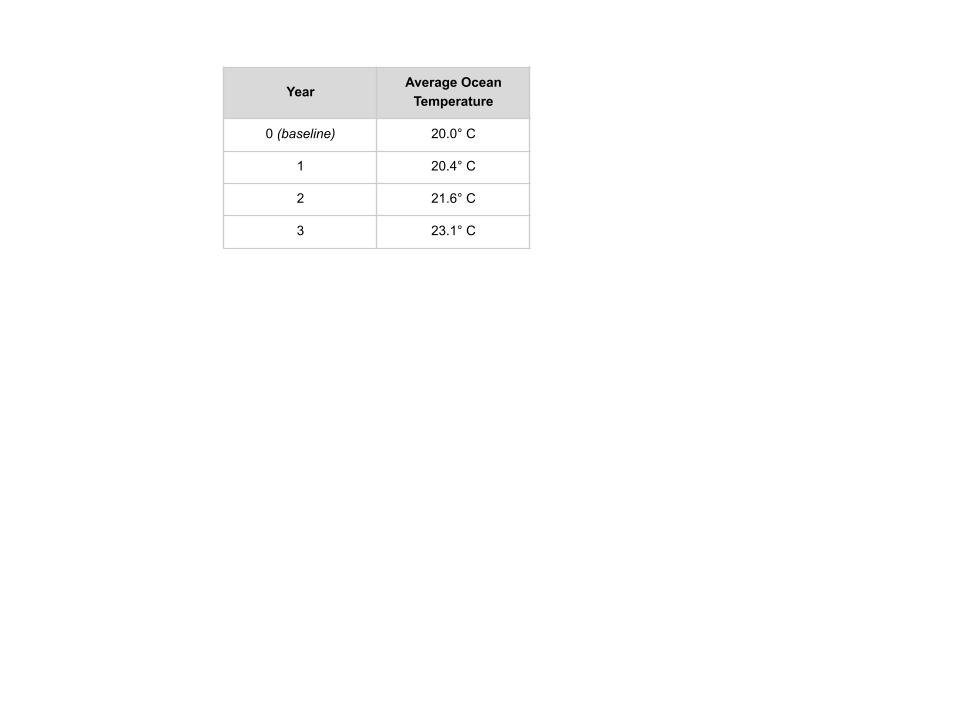 Year
Average Ocean
Temperature
0 (baseline)
20.0° C
1
20.4° C
2
21.6° C
3
23.1° C